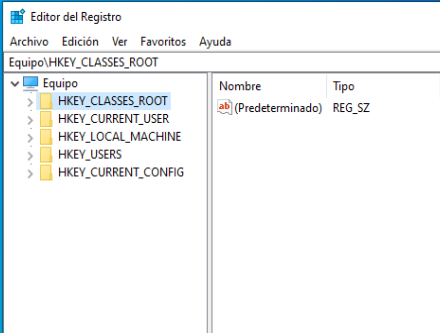 Editor del Registro
Archivo Edición Ver Favoritos Ayuda
Equipo\HKEY_CLASSES_ROOT
Equipo
HKEY_CLASSES_ROOT
HKEY_CURRENT_USER
HKEY_LOCAL_MACHINE
HKEY_USERS
HKEY_CURRENT_CONFIG
Nombre Tipo
ab (Predeterminado) REG_SZ